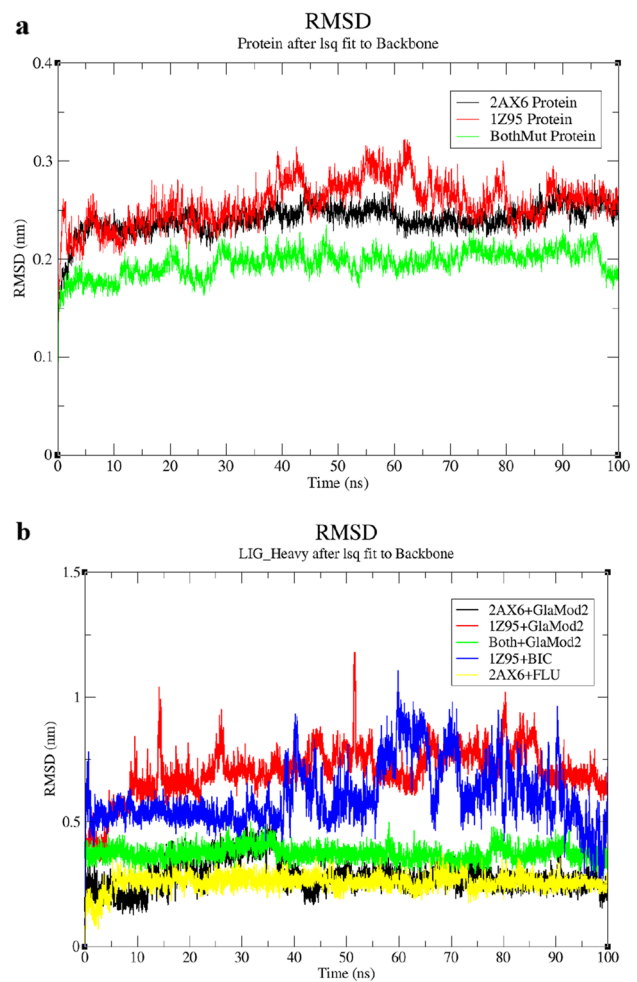 a
RMSD
Protein after lsq fit to Backbone
0.4
2AX6 Protein
1Z95 Protein
BothMut Protein
0.3
RMSD (nm)
0.2
0.1
0
0 10 20 30 40 50 60 70 80 90 100
Time (ns)
b
RMSD
LIG_Heavy after lsq fit to Backbone
1.5
2AX6+GlaMod2
1Z95+GlaMod2
Both+GlaMod2
1Z95+BIC
2AX6+FLU
1
RMSD (nm)
0.5
0
0 10 20 30 40 50 60 70 80 90 100
Time (ns)